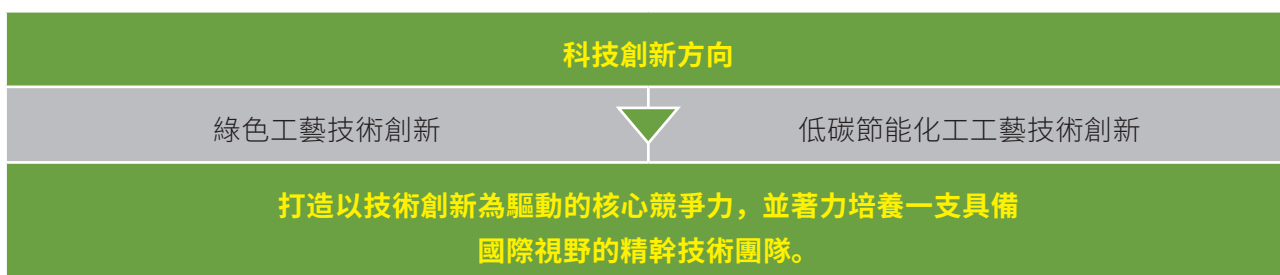 科技創新方向
綠色工藝技術創新
低碳節能化工工藝技術創新
打造以技術創新為驅動的核心競爭力，並著力培養一支具備
國際視野的精幹技術團隊。